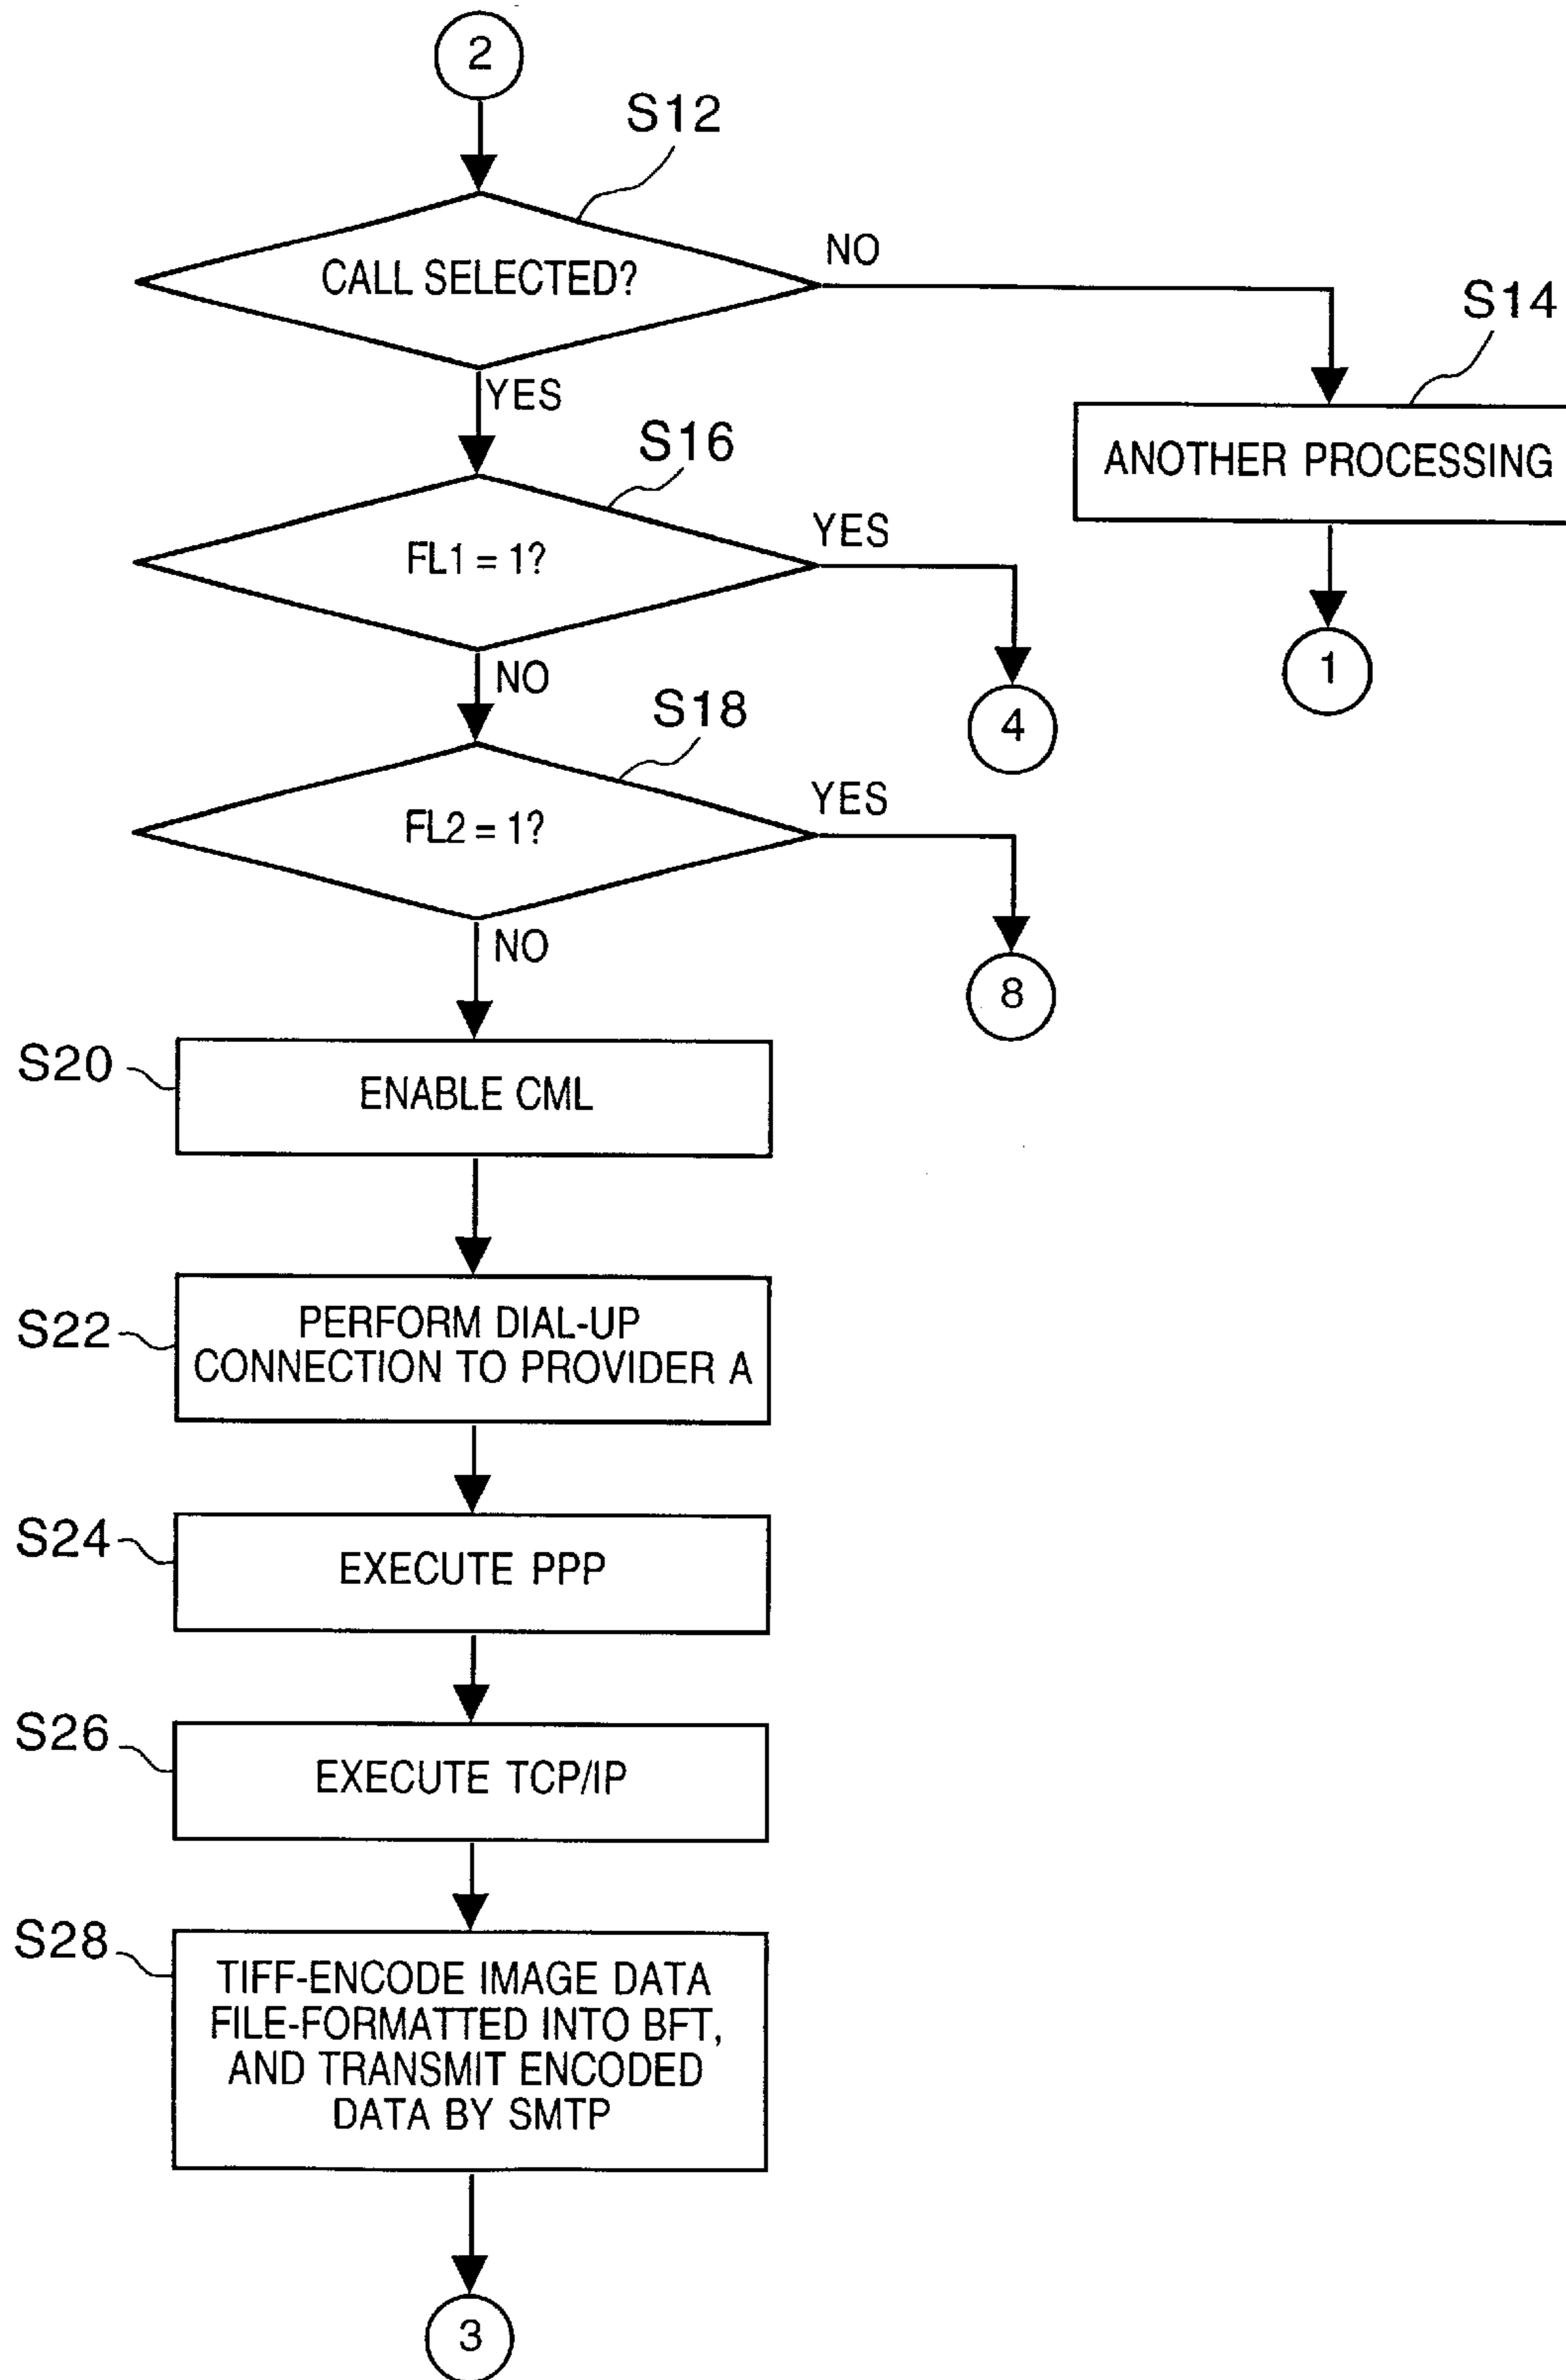 2
S12
CALL SELECTED?
NO
S14
ANOTHER PROCESSING
1
YES
S16
FL1 = 1?
YES
4
NO
S18
FL2 = 1?
YES
8
NO
S20
ENABLE CML
S22
PERFORM DIAL-UP
CONNECTION TO PROVIDER A
S24
EXECUTE PPP
S26
EXECUTE TCP/IP
S28
TIFF-ENCODE IMAGE DATA
FILE-FORMATTED INTO BFT,
AND TRANSMIT ENCODED
DATA BY SMTP
3